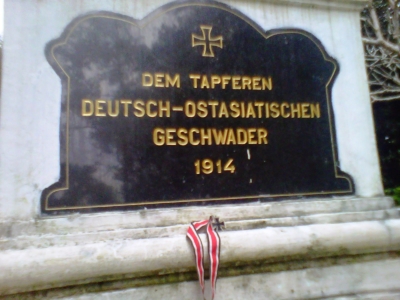 DEM TAPFEREN
DEUTSCH-OSTASIATISCHEN
GESCHWADER
1914